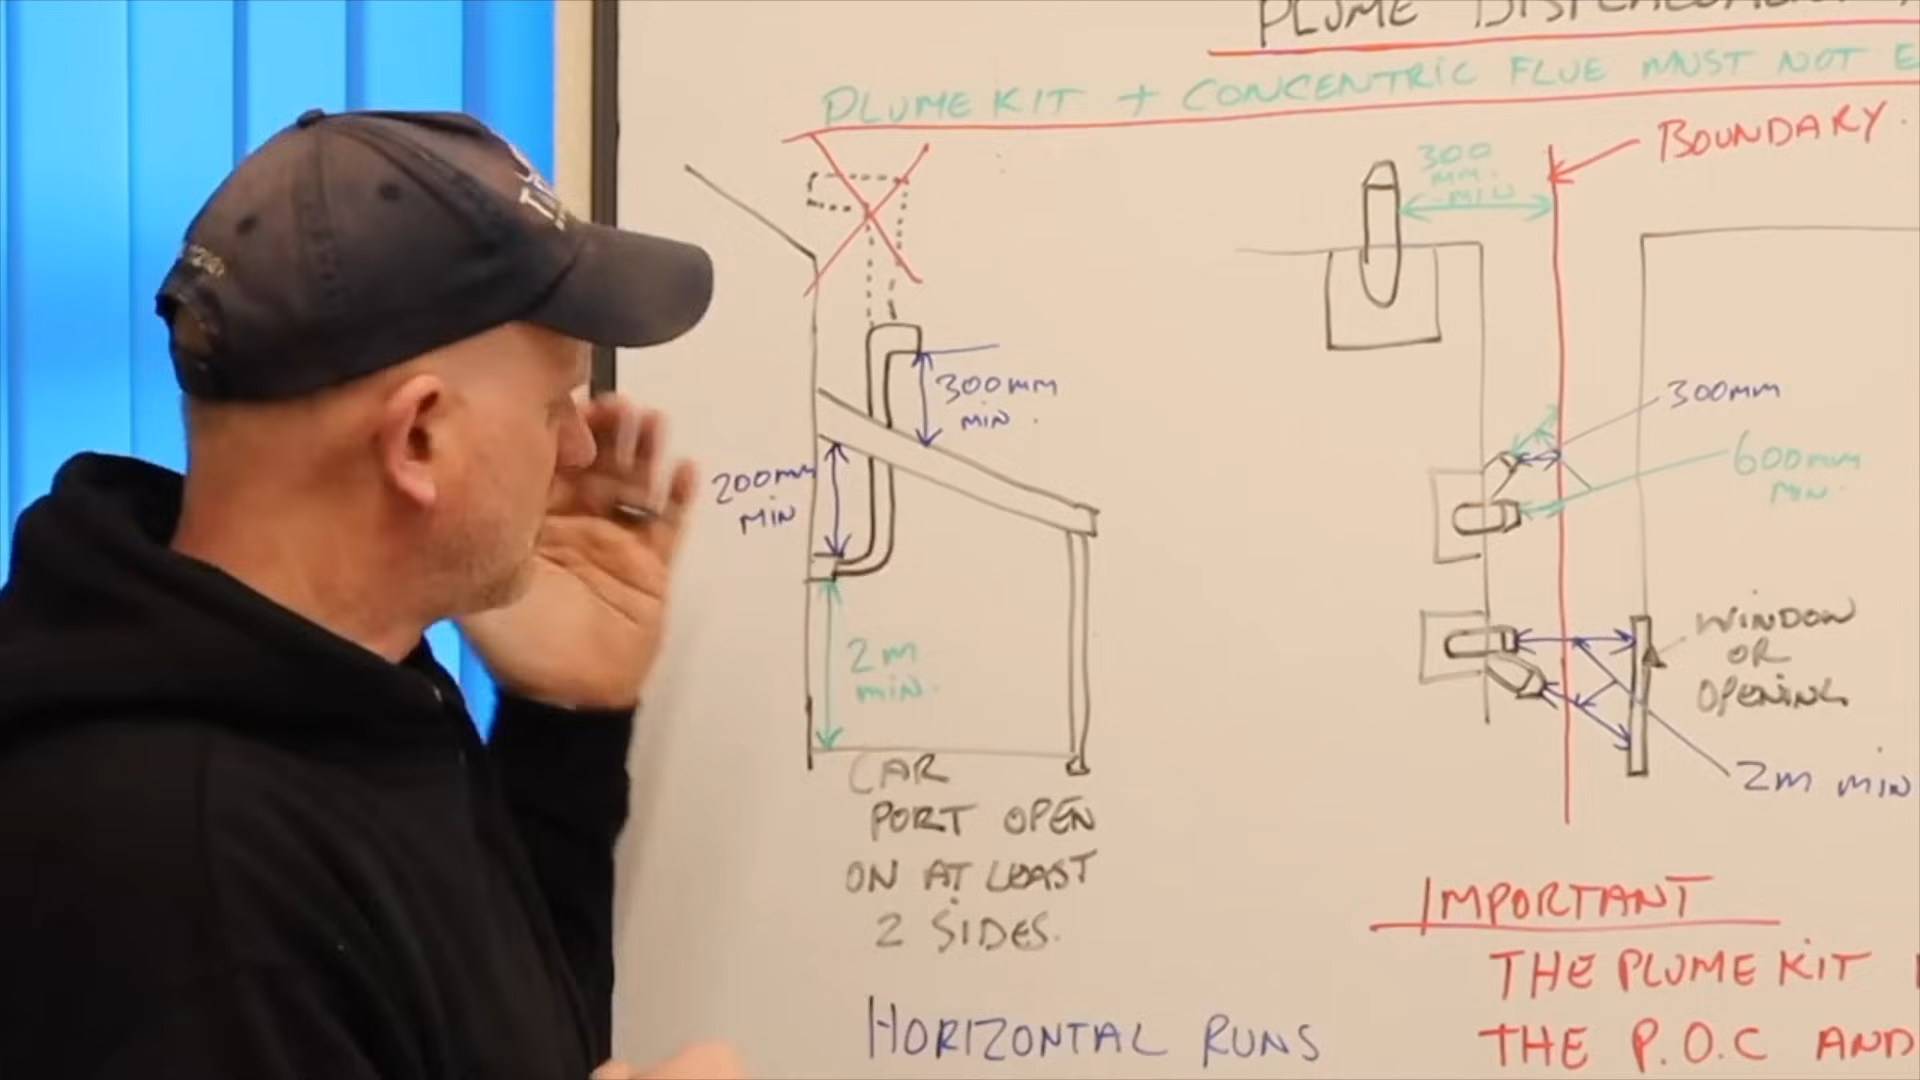 PLUME
PLUME KIT + CONCENTRIC FLUE MUST NOT E
BOUNDARY.
300
MM.
MIN
300MM
MIN.
200MM
MIN
2M
MIN.
300MM
600MM
MIN.
WINDOW
OR
OPENING
2M MIN
CAR
PORT OPEN
ON AT LEAST
2 SIDES.
IMPORTANT
THE PLUME KIT
THE P.O.C AND
HORIZONTAL RUNS